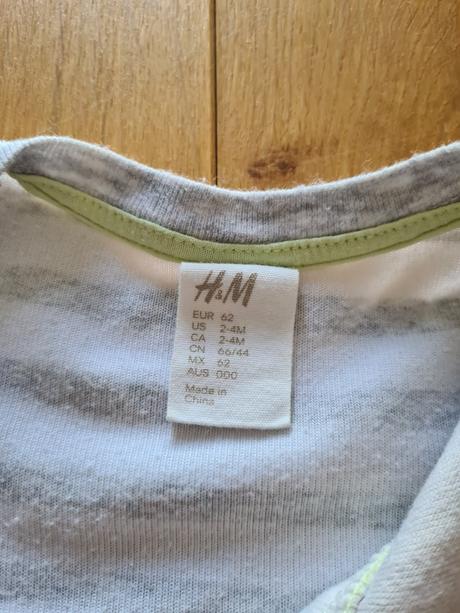 H&M
EUR 62
US 2-4M
CA 2-4M
CN 66/44
MX 62
AUS 000
Made in
China